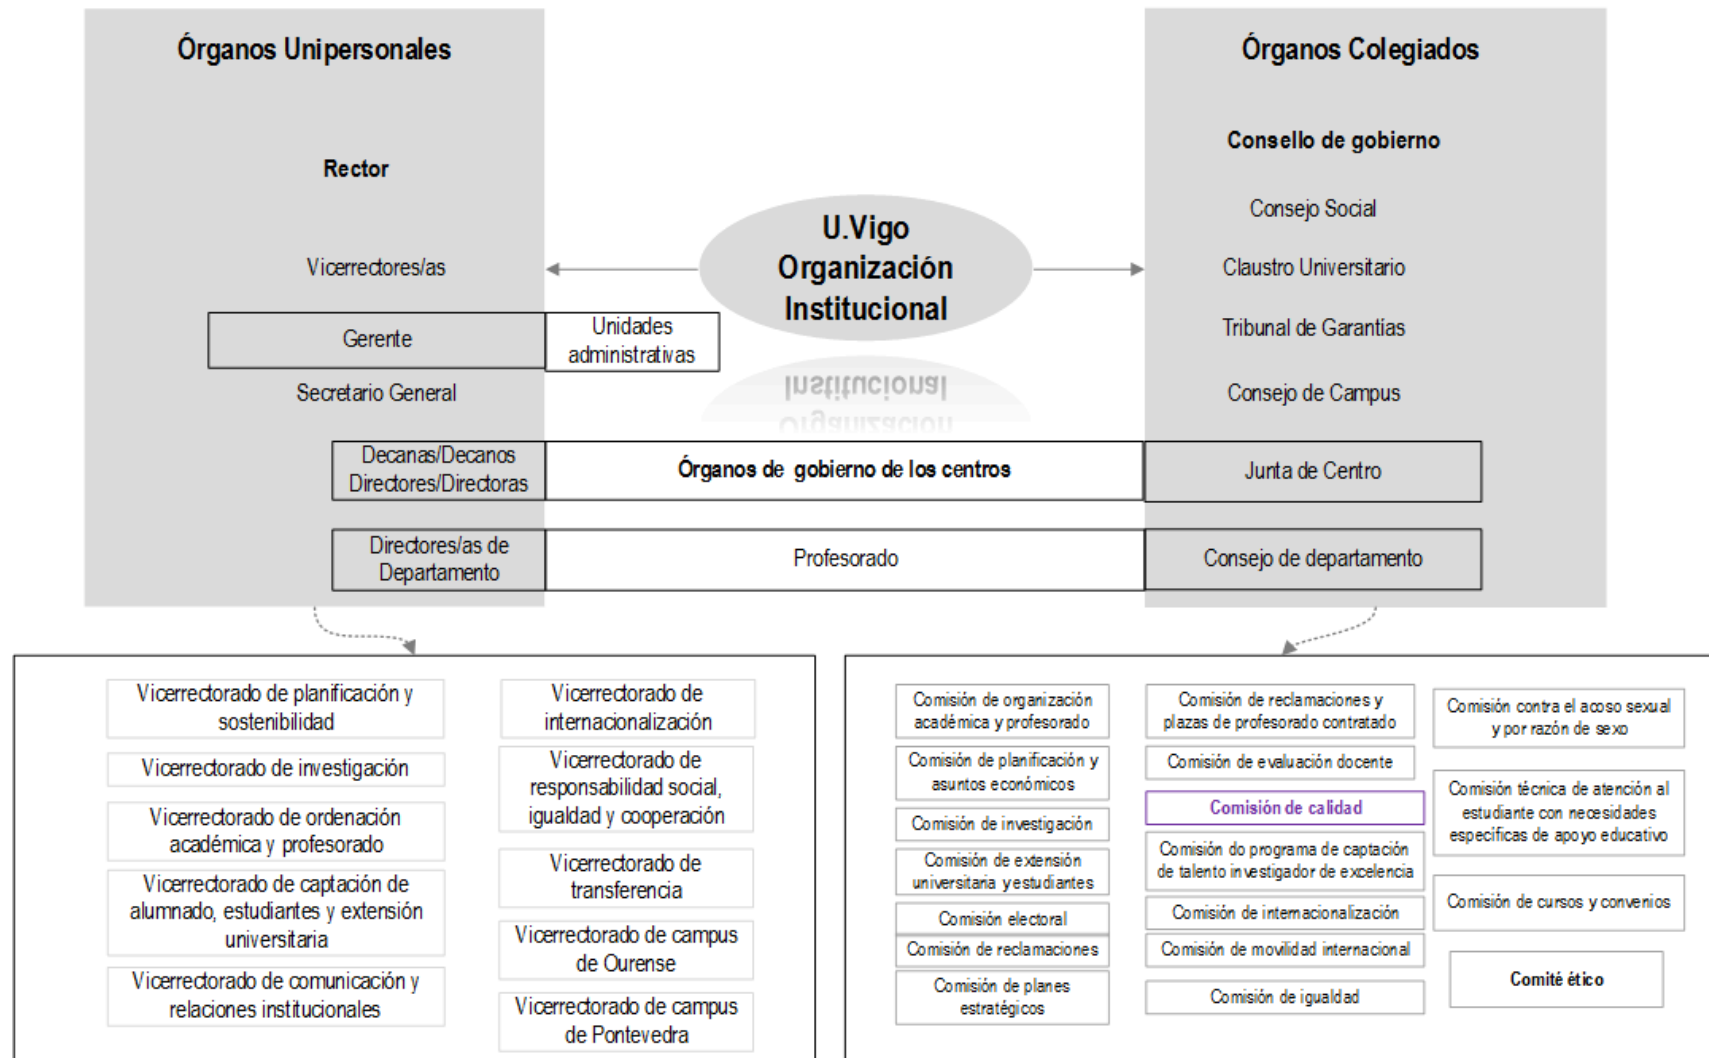 Órganos Unipersonales
Rector
Vicerrectores/as
Gerente
Unidades
administrativas
Secretario General
Decanas/Decanos
Directores/Directoras
Directores/as de
Departamento
U.Vigo
Organización
Institucional
Institucional
Organización
Órganos de gobierno de los centros
Profesorado
Órganos Colegiados
Consello de gobierno
Consejo Social
Claustro Universitario
Tribunal de Garantías
Consejo de Campus
Junta de Centro
Consejo de departamento
Vicerrectorado de planificación y
sostenibilidad
Vicerrectorado de investigación
Vicerrectorado de ordenación
académica y profesorado
Vicerrectorado de captación de
alumnado, estudiantes y extensión
universitaria
Vicerrectorado de comunicación y
relaciones institucionales
Vicerrectorado de
internacionalización
Vicerrectorado de
responsabilidad social,
igualdad y cooperación
Vicerrectorado de
transferencia
Vicerrectorado de campus
de Ourense
Vicerrectorado de campus
de Pontevedra
Comisión de organización
académica y profesorado
Comisión de planificación y
asuntos económicos
Comisión de investigación
Comisión de extensión
universitaria y estudiantes
Comisión electoral
Comisión de reclamaciones
Comisión de planes
estratégicos
Comisión de reclamaciones y
plazas de profesorado contratado
Comisión de evaluación docente
Comisión de calidad
Comisión do programa de captación
de talento investigador de excelencia
Comisión de internacionalización
Comisión de movilidad internacional
Comisión de igualdad
Comisión contra el acoso sexual
y por razón de sexo
Comisión técnica de atención al
estudiante con necesidades
específicas de apoyo educativo
Comisión de cursos y convenios
Comité ético